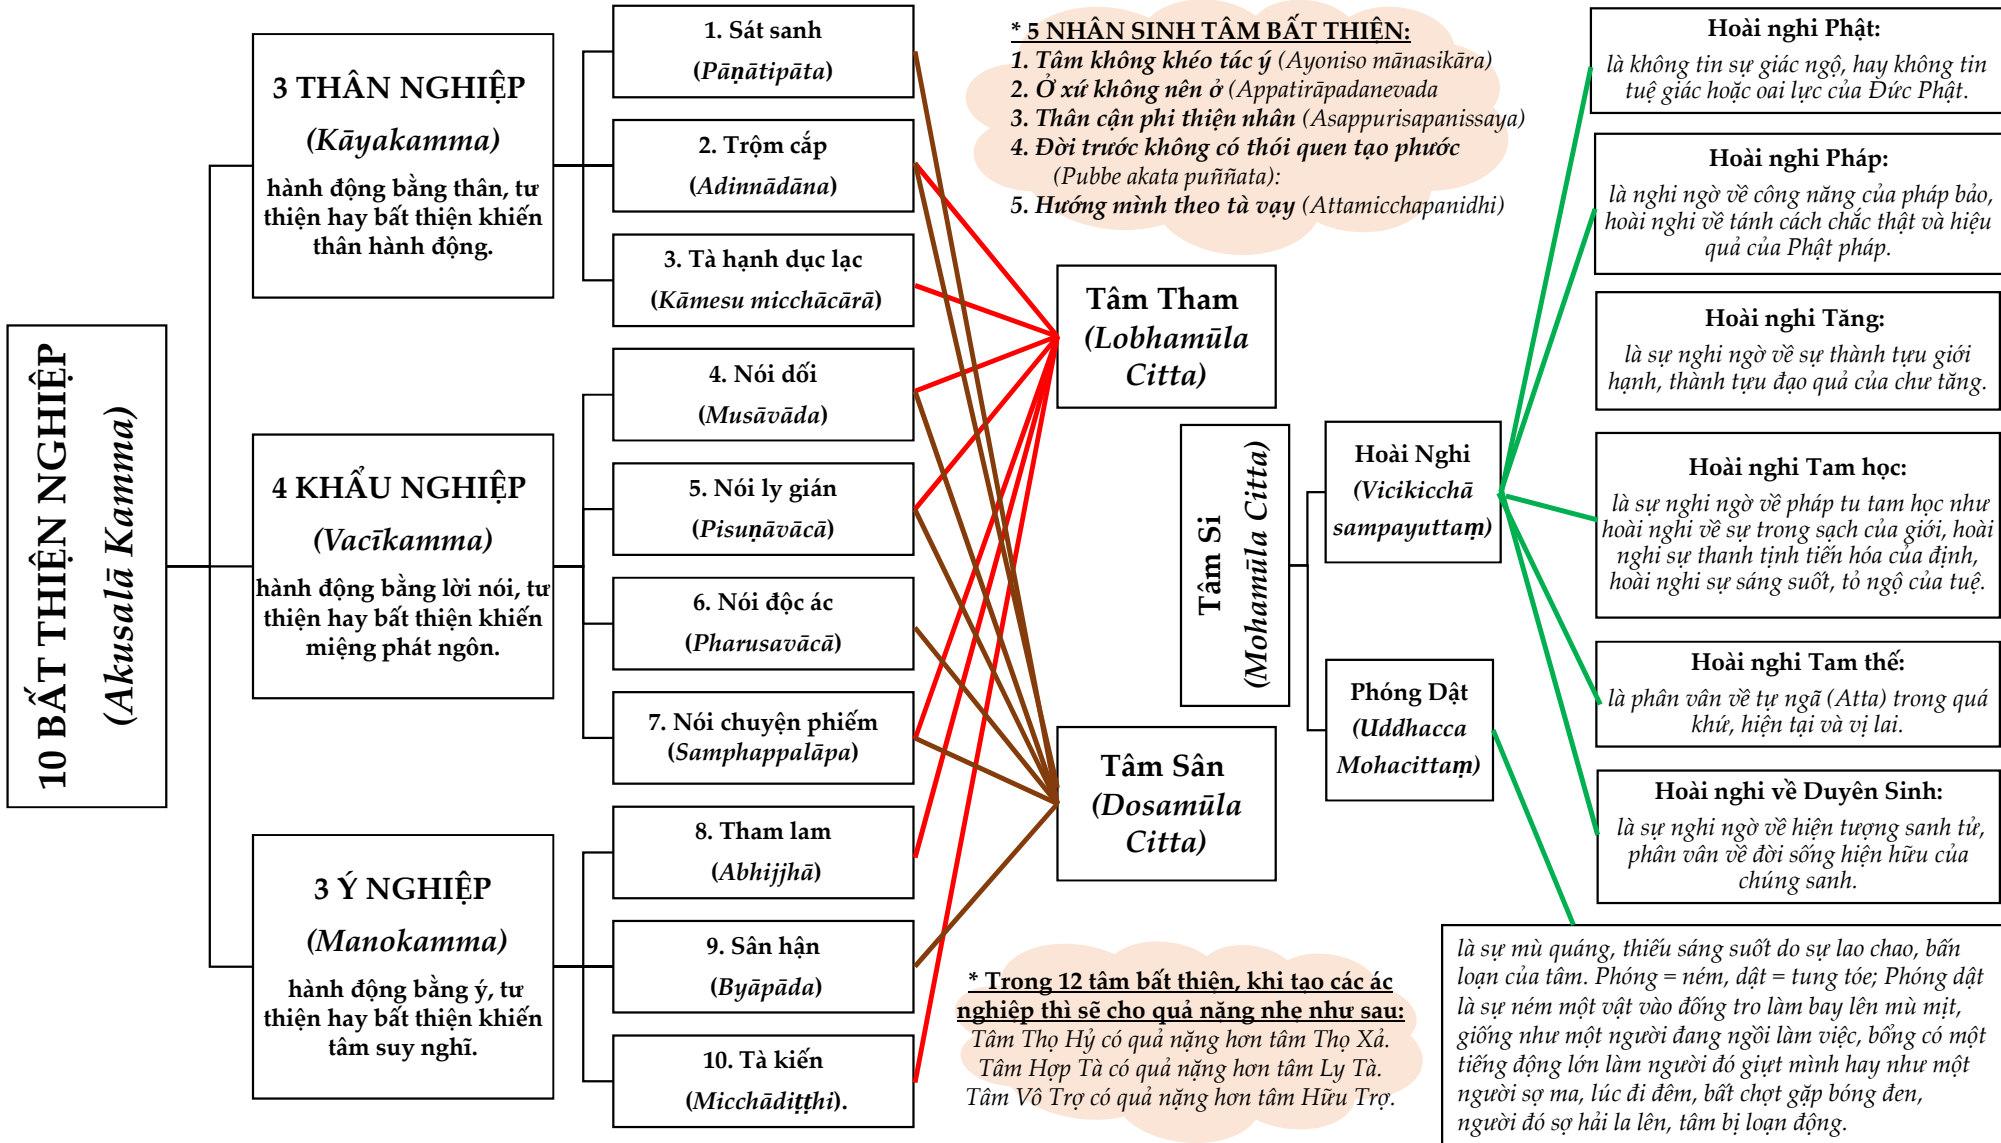 10 BẤT THIỆN NGHIỆP
(Akusalā Kamma)
3 THÂN NGHIỆP
(Kāyakamma)
hành động bằng thân, tư
thiện hay bất thiện khiến
thân hành động.
4 KHẨU NGHIỆP
(Vacīkamma)
hành động bằng lời nói, tư
thiện hay bất thiện khiến
miệng phát ngôn.
3 Ý NGHIỆP
(Manokamma)
hành động bằng ý, tư
thiện hay bất thiện khiến
tâm suy nghĩ.
1. Sát sanh
(Pāṇātipāta)
2. Trộm cắp
(Adinnādāna)
3. Tà hạnh dục lạc
(Kāmesu micchācārā)
4. Nói dối
(Musāvāda)
5. Nói ly gián
(Pisuṇāvācā)
6. Nói độc ác
(Pharusavācā)
7. Nói chuyện phiếm
(Samphappalāpa)
8. Tham lam
(Abhijjhā)
9. Sân hận
(Byāpāda)
10. Tà kiến
(Micchādiṭṭhi).
* 5 NHÂN SINH TÂM BẤT THIỆN:
1. Tâm không khéo tác ý (Ayoniso mānasikāra)
2. Ở xứ không nên ở (Appatirāpadanevada
3. Thân cận phi thiện nhân (Asappurisapanissaya)
4. Đời trước không có thói quen tạo phước
(Pubbe akata puññata):
5. Hướng mình theo tà vạy (Attamicchapanidhi)
Tâm Tham
(Lobhamūla
Citta)
Tâm Sân
(Dosamūla
Citta)
* Trong 12 tâm bất thiện, khi tạo các ác
nghiệp thì sẽ cho quả năng nhẹ như sau:
Tâm Thọ Hỷ có quả nặng hơn tâm Thọ Xả.
Tâm Hợp Tà có quả nặng hơn tâm Ly Tà.
Tâm Vô Trợ có quả nặng hơn tâm Hữu Trợ.
Tâm Si
(Mohamūla Citta)
Hoài Nghi
(Vicikicchā
sampayuttaṃ)
Phóng Dật
(Uddhacca
Mohacittaṃ)
Hoài nghi Phật:
là không tin sự giác ngộ, hay không tin
tuệ giác hoặc oai lực của Đức Phật.
Hoài nghi Pháp:
là nghi ngờ về công năng của pháp bảo,
hoài nghi về tánh cách chắc thật và hiệu
quả của Phật pháp.
Hoài nghi Tăng:
là sự nghi ngờ về sự thành tựu giới
hạnh, thành tựu đạo quả của chư tăng.
Hoài nghi Tam học:
là sự nghi ngờ về pháp tu tam học như
hoài nghi về sự trong sạch của giới, hoài
nghi sự thanh tịnh tiến hóa của định,
hoài nghi sự sáng suốt, tỏ ngộ của tuệ.
Hoài nghi Tam thế:
là phân vân về tự ngã (Atta) trong quá
khứ, hiện tại và vị lai.
Hoài nghi về Duyên Sinh:
là sự nghi ngờ về hiện tượng sanh tử,
phân vân về đời sống hiện hữu của
chúng sanh.
là sự mù quáng, thiếu sáng suốt do sự lao chao, bấn
loạn của tâm. Phóng = ném, dật = tung tóe; Phóng dật
là sự ném một vật vào đống tro làm bay lên mù mịt,
giống như một người đang ngồi làm việc, bổng có một
tiếng động lớn làm người đó giựt mình hay như một
người sợ ma, lúc đi đêm, bất chợt gặp bóng đen,
người đó sợ hải la lên, tâm bị loạn động.